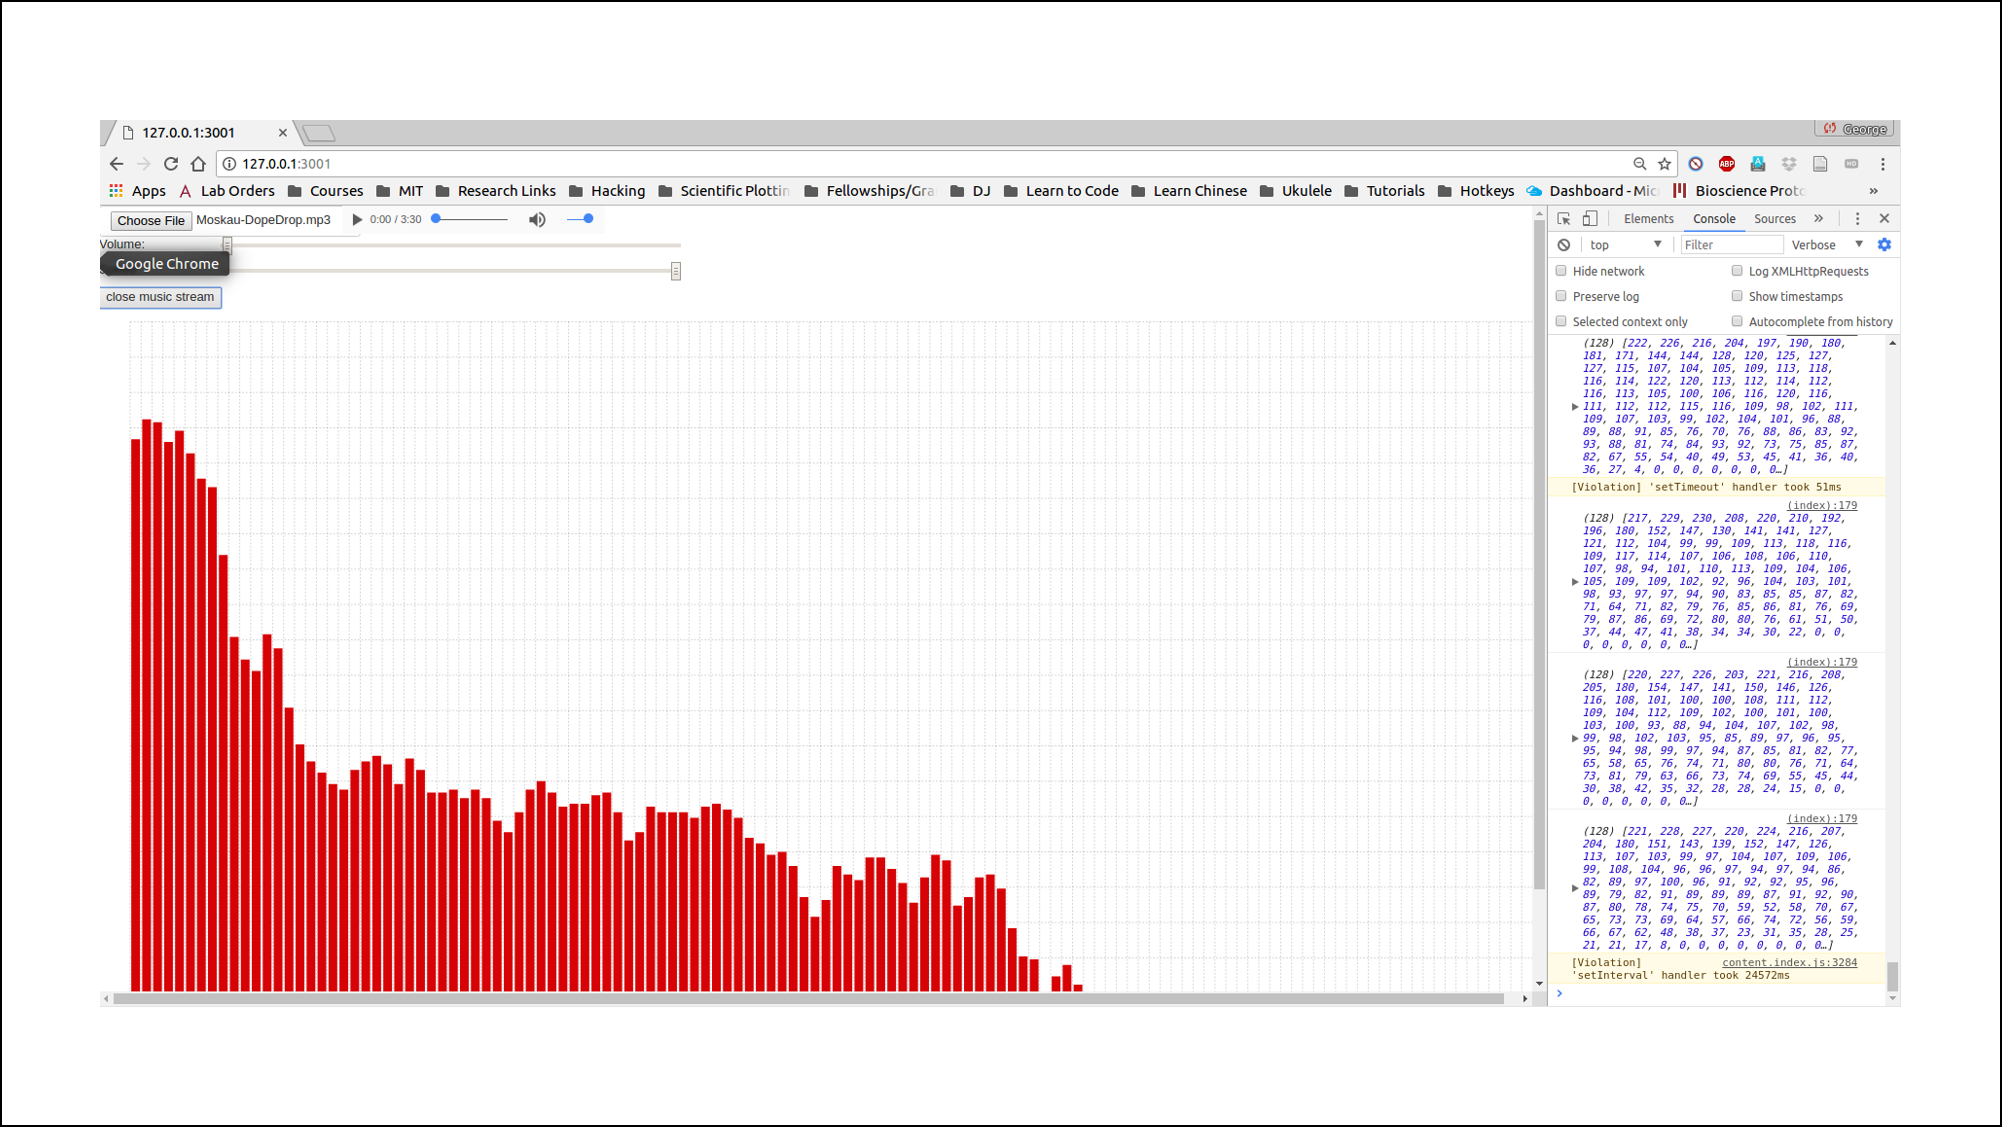 127.0.0.1:3001
George
127.0.0.1:3001
ABP
HD
Apps Lab Orders Courses MIT Research Links Hacking Scientific Plottin Fellowships/Gra DJ Learn to Code Learn Chinese Ukulele Tutorials Hotkeys Dashboard - Mic Bioscience Proto »
Choose File Moskau-DopeDrop.mp3 0:00 / 3:30
Volume:
Google Chrome
close music stream
Elements Console Sources »
top Filter Verbose
Hide network Log XMLHttpRequests
Preserve log Show timestamps
Selected context only Autocomplete from history
(128) [222, 226, 216, 204, 197, 190, 180,
181, 171, 144, 144, 128, 120, 125, 127,
127, 115, 107, 104, 105, 109, 113, 118,
116, 114, 122, 120, 113, 112, 114, 112,
116, 113, 105, 100, 106, 116, 120, 116,
111, 112, 112, 115, 116, 109, 98, 102, 111,
109, 107, 103, 99, 102, 104, 101, 96, 88,
89, 88, 91, 85, 76, 70, 76, 88, 86, 83, 92,
93, 88, 81, 74, 84, 93, 92, 73, 75, 85, 87,
82, 67, 55, 54, 40, 49, 53, 45, 41, 36, 40,
36, 27, 4, 0, 0, 0, 0, 0, 0, 0…]
[Violation] 'setTimeout' handler took 51ms
(index):179
(128) [217, 229, 230, 208, 220, 210, 192,
196, 180, 152, 147, 130, 141, 141, 127,
121, 112, 104, 99, 99, 109, 113, 118, 116,
109, 117, 114, 107, 106, 108, 106, 110,
107, 98, 94, 101, 110, 113, 109, 104, 106,
105, 109, 109, 102, 92, 96, 104, 103, 101,
98, 93, 97, 97, 94, 90, 83, 85, 85, 87, 82,
71, 64, 71, 82, 79, 76, 85, 86, 81, 76, 69,
79, 87, 86, 69, 72, 80, 80, 76, 61, 51, 50,
37, 44, 47, 41, 38, 34, 34, 30, 22, 0, 0,
0, 0, 0, 0, 0, 0…]
(index):179
(128) [220, 227, 226, 203, 221, 216, 208,
205, 180, 154, 147, 141, 150, 146, 126,
116, 108, 101, 100, 100, 108, 111, 112,
109, 104, 112, 109, 102, 100, 101, 100,
103, 100, 93, 88, 94, 104, 107, 102, 98,
99, 98, 102, 103, 95, 85, 89, 97, 96, 95,
95, 94, 98, 99, 97, 94, 87, 85, 81, 82, 77,
65, 58, 65, 76, 74, 71, 80, 80, 76, 71, 64,
73, 81, 79, 63, 66, 73, 74, 69, 55, 45, 44,
30, 38, 42, 35, 32, 28, 28, 24, 15, 0, 0,
0, 0, 0, 0, 0, 0…]
(index):179
(128) [221, 228, 227, 220, 224, 216, 207,
204, 180, 151, 143, 139, 152, 147, 126,
113, 107, 103, 99, 97, 104, 107, 109, 106,
99, 108, 104, 96, 96, 97, 94, 97, 94, 86,
82, 89, 97, 100, 96, 91, 92, 92, 95, 96,
89, 79, 82, 91, 89, 89, 89, 87, 91, 92, 90,
87, 80, 78, 74, 75, 70, 59, 52, 58, 70, 67,
65, 73, 73, 69, 64, 57, 66, 74, 72, 56, 59,
66, 67, 62, 48, 38, 37, 23, 31, 35, 28, 25,
21, 21, 17, 8, 0, 0, 0, 0, 0, 0, 0, 0…]
[Violation] content.index.js:3284
'setInterval' handler took 24572ms